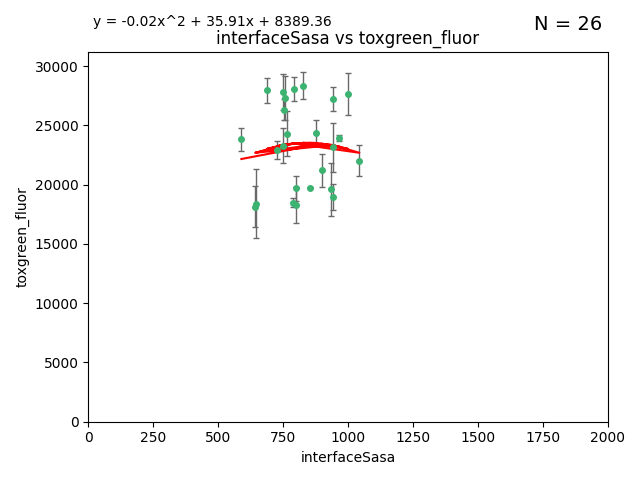 y = -0.02x^2 + 35.91x + 8389.36
N = 26
interfaceSasa vs toxgreen_fluor
30000
25000
20000
15000
10000
5000
0
toxgreen_fluor
0 250 500 750 1000 1250 1500 1750 2000
interfaceSasa